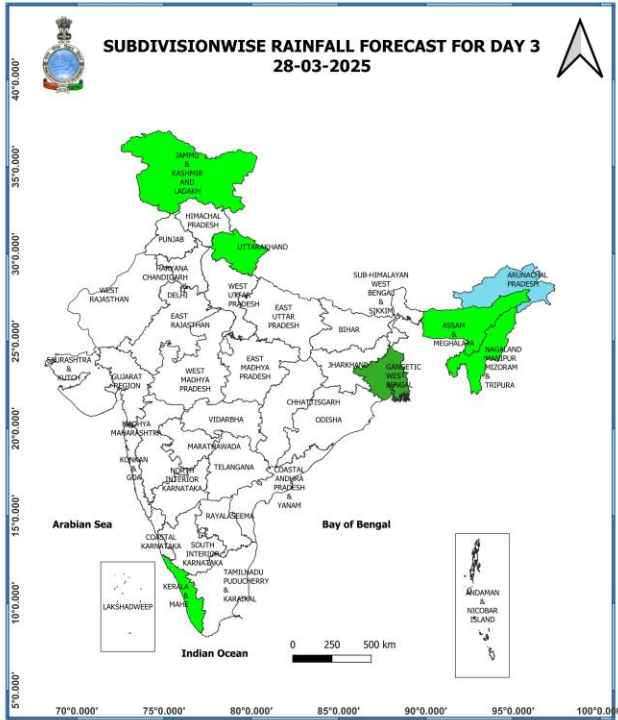 SUBDIVISIONWISE RAINFALL FORECAST FOR DAY 3
28-03-2025
40°0.000'
35°0.000'
30°0.000'
25°0.000'
20°0.000'
15°0.000'
10°0.000'
5°0.000'
JAMMU
&
KASHMIR
AND
LADAKH
HIMACHAL
PRADESH
PUNJAB
UTTARAKHAND
HARYANA
CHANDIGARH
&
DELHI
WEST
RAJASTHAN
WEST
UTTAR
PRADESH
EAST
RAJASTHAN
EAST
UTTAR
PRADESH
SUB-HIMALAYAN
WEST
BENGAL
&
SIKKIM
ARUNACHAL
PRADESH
BIHAR
ASSAM
&
MEGHALAYA
NAGALAND
MANIPUR
MIZORAM
&
TRIPURA
SAURASHTRA
&
KUTCH
GUJARAT
REGION
WEST
MADHYA
PRADESH
EAST
MADHYA
PRADESH
JHARKHAND
GANGETIC
WEST
BENGAL
CHHATTISGARH
ODISHA
VIDARBHA
MADHYA
MAHARASHTRA
MARATNAWADA
TELANGANA
KONKAN
&
GOA
NORTH
INTERIOR
KARNATAKA
COASTAL
ANDHRA
PRADESH
&
YANAM
RAYALASEEMA
Arabian Sea
Bay of Bengal
COASTAL
KARNATAKA
SOUTH
INTERIOR
KARNATAKA
TAMILNADU
PUDUCHERRY
&
KARAIKAL
KERALA
&
MAHE
LAKSHADWEEP
ANDAMAN
&
NICOBAR
ISLAND
Indian Ocean
0 250 500 km
70°0.000' 75°0.000' 80°0.000' 85°0.000' 90°0.000' 95°0.000' 100°0.000'